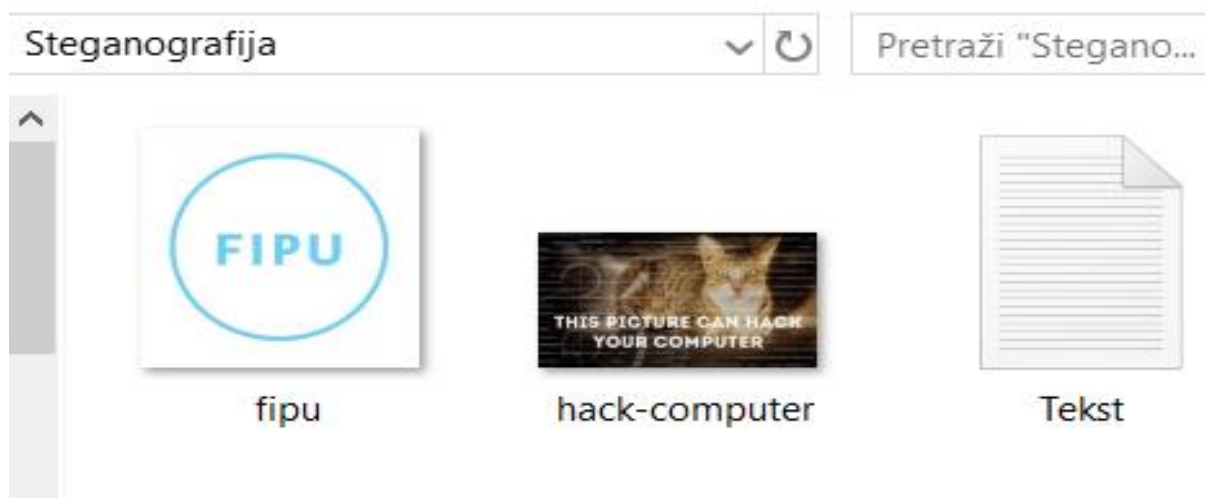 Steganografija
Pretraži "Stegano...
FIPU
THIS PICTURE CAN HACK
YOUR COMPUTER
fipu
hack-computer
Tekst